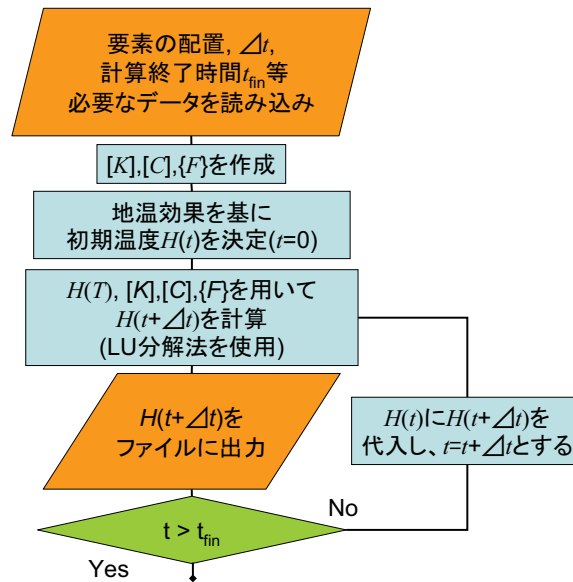 要素の配置, ⊿t,
計算終了時間tfin等
必要なデータを読み込み
[K],[C],{F}を作成
地温効果を基に
初期温度H(t)を決定(t=0)
H(T), [K],[C],{F}を用いて
H(t+⊿t)を計算
(LU分解法を使用)
H(t+⊿t)を
ファイルに出力
H(t)にH(t+⊿t)を
代入し、t=t+⊿tとする
No
t > tfin
Yes